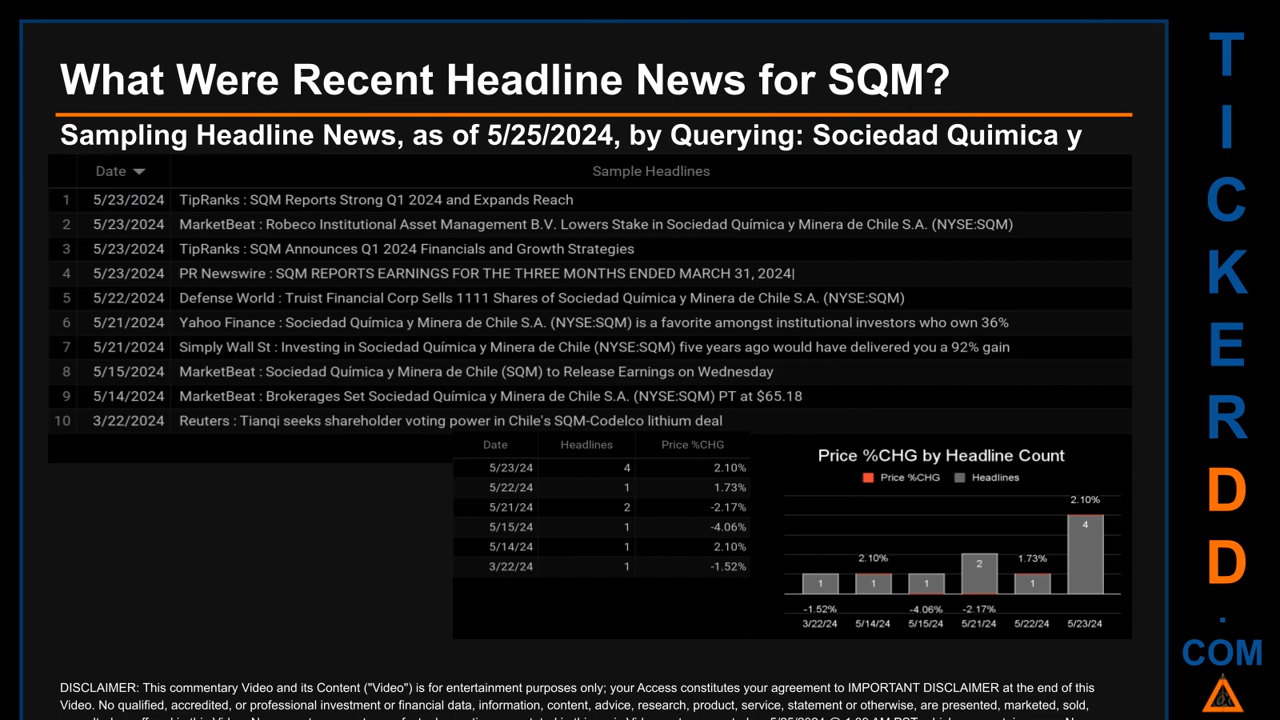 What Were Recent Headline News for SQM?
Sampling Headline News, as of 5/25/2024, by Querying: Sociedad Quimica y
Date Sample Headlines
1 5/23/2024 TipRanks : SQM Reports Strong Q1 2024 and Expands Reach
2 5/23/2024 MarketBeat : Robeco Institutional Asset Management B.V. Lowers Stake in Sociedad Química y Minera de Chile S.A. (NYSE:SQM)
3 5/23/2024 TipRanks : SQM Announces Q1 2024 Financials and Growth Strategies
4 5/23/2024 PR Newswire : SQM REPORTS EARNINGS FOR THE THREE MONTHS ENDED MARCH 31, 2024|
5 5/22/2024 Defense World : Truist Financial Corp Sells 1111 Shares of Sociedad Química y Minera de Chile S.A. (NYSE:SQM)
6 5/21/2024 Yahoo Finance : Sociedad Química y Minera de Chile S.A. (NYSE:SQM) is a favorite amongst institutional investors who own 36%
7 5/21/2024 Simply Wall St : Investing in Sociedad Química y Minera de Chile (NYSE:SQM) five years ago would have delivered you a 92% gain
8 5/15/2024 MarketBeat : Sociedad Química y Minera de Chile (SQM) to Release Earnings on Wednesday
9 5/14/2024 MarketBeat : Brokerages Set Sociedad Química y Minera de Chile S.A. (NYSE:SQM) PT at $65.18
10 3/22/2024 Reuters : Tianqi seeks shareholder voting power in Chile's SQM-Codelco lithium deal
Date Headlines Price %CHG
5/23/24 4 2.10%
5/22/24 1 1.73%
5/21/24 2 -2.17%
5/15/24 1 -4.06%
5/14/24 1 2.10%
3/22/24 1 -1.52%
Price %CHG by Headline Count
Price %CHG Headlines
2.10%
4
2.10% 2 1.73%
1 1 1 1
-1.52% -4.06% -2.17%
3/22/24 5/14/24 5/15/24 5/21/24 5/22/24 5/23/24
DISCLAIMER: This commentary Video and its Content ("Video") is for entertainment purposes only; your Access constitutes your agreement to IMPORTANT DISCLAIMER at the end of this
Video. No qualified, accredited, or professional investment or financial data, information, content, advice, research, product, service, statement or otherwise, are presented, marketed, sold,
T
I
C
K
E
R
D
D
.
COM